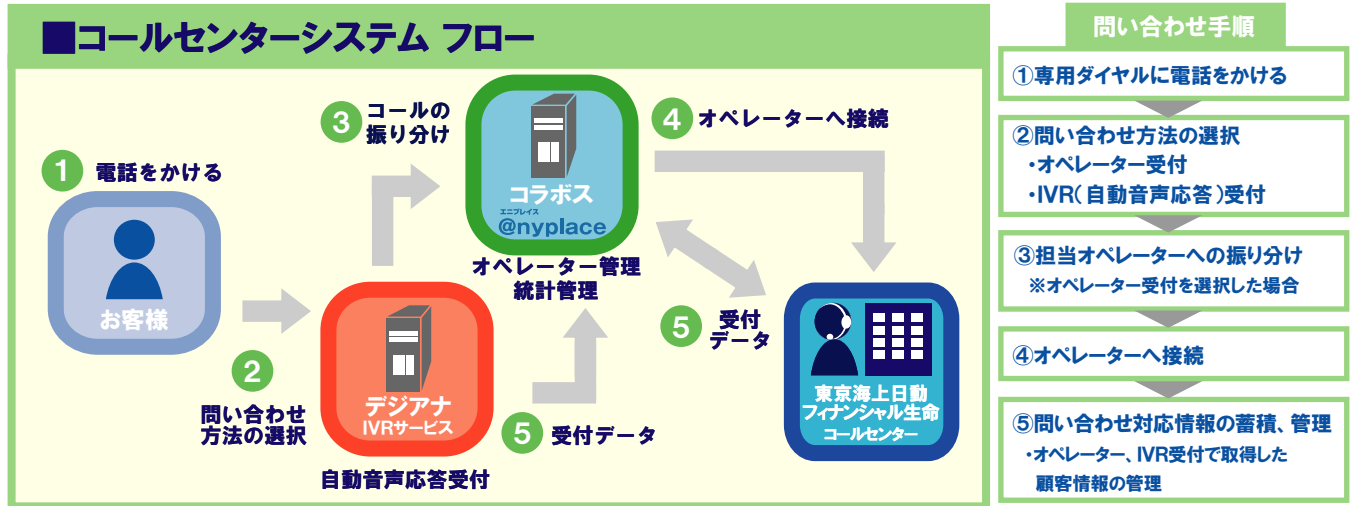 ■コールセンターシステム フロー
1 電話をかける
お客様
2
問い合わせ
方法の選択
デジアナ
IVRサービス
自動音声応答受付
3 コールの
振り分け
コラボス
エニプレイス
@nyplace
オペレーター管理
統計管理
4 オペレーターへ接続
5 受付データ
5 受付
データ
東京海上日動
フィナンシャル生命
コールセンター
問い合わせ手順
①専用ダイヤルに電話をかける
②問い合わせ方法の選択
・オペレーター受付
・IVR(自動音声応答)受付
③担当オペレーターへの振り分け
※オペレーター受付を選択した場合
④オペレーターへ接続
⑤問い合わせ対応情報の蓄積、管理
・オペレーター、IVR受付で取得した
顧客情報の管理